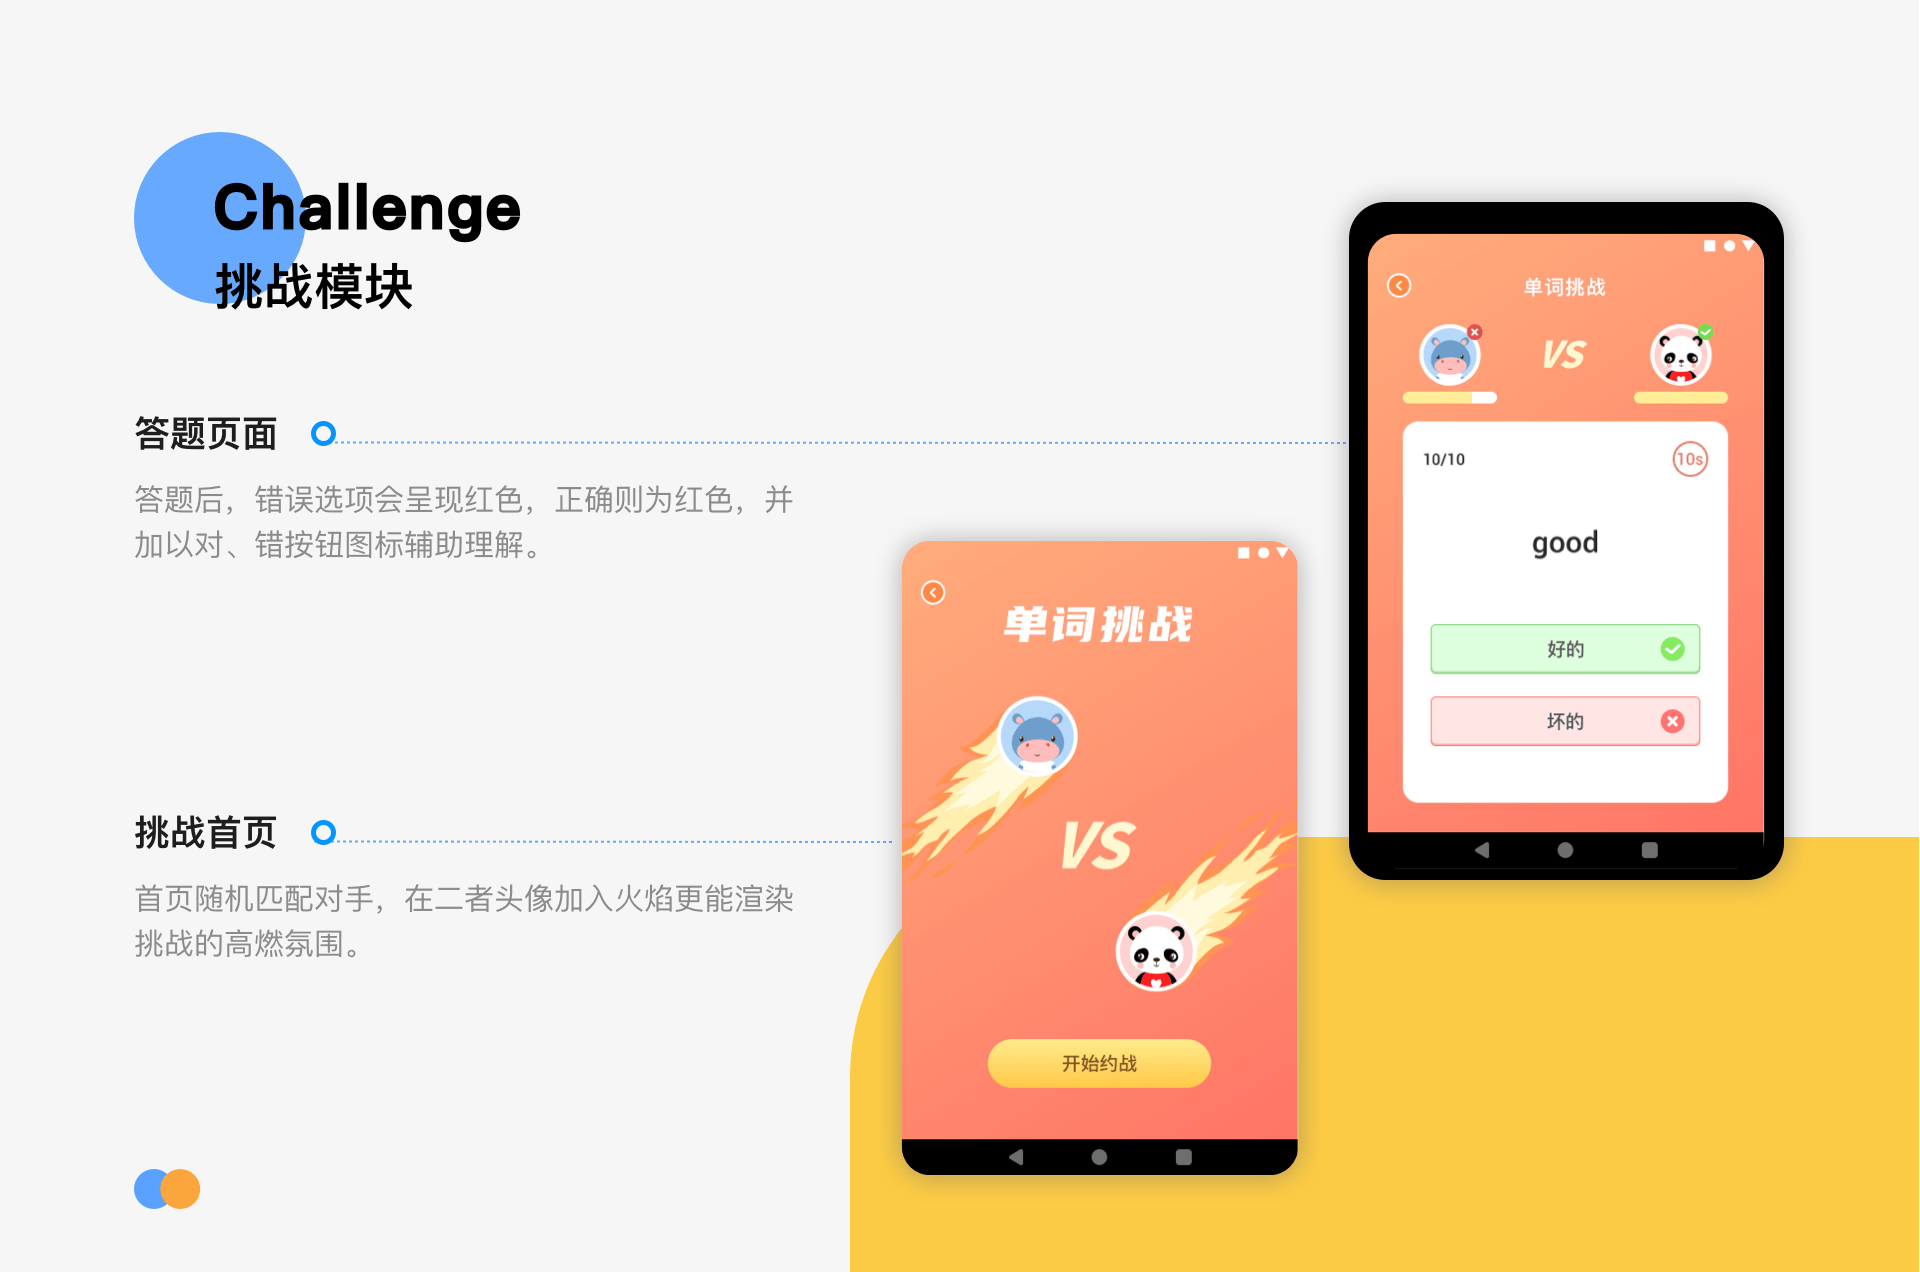 Challenge
挑战模块
答题页面
答题后，错误选项会呈现红色，正确则为红色，并
加以对、错按钮图标辅助理解。
挑战首页
首页随机匹配对手，在二者头像加入火焰更能渲染
挑战的高燃氛围。
单词挑战
VS
开始约战
单词挑战
VS
10/10
10s
good
好的
坏的